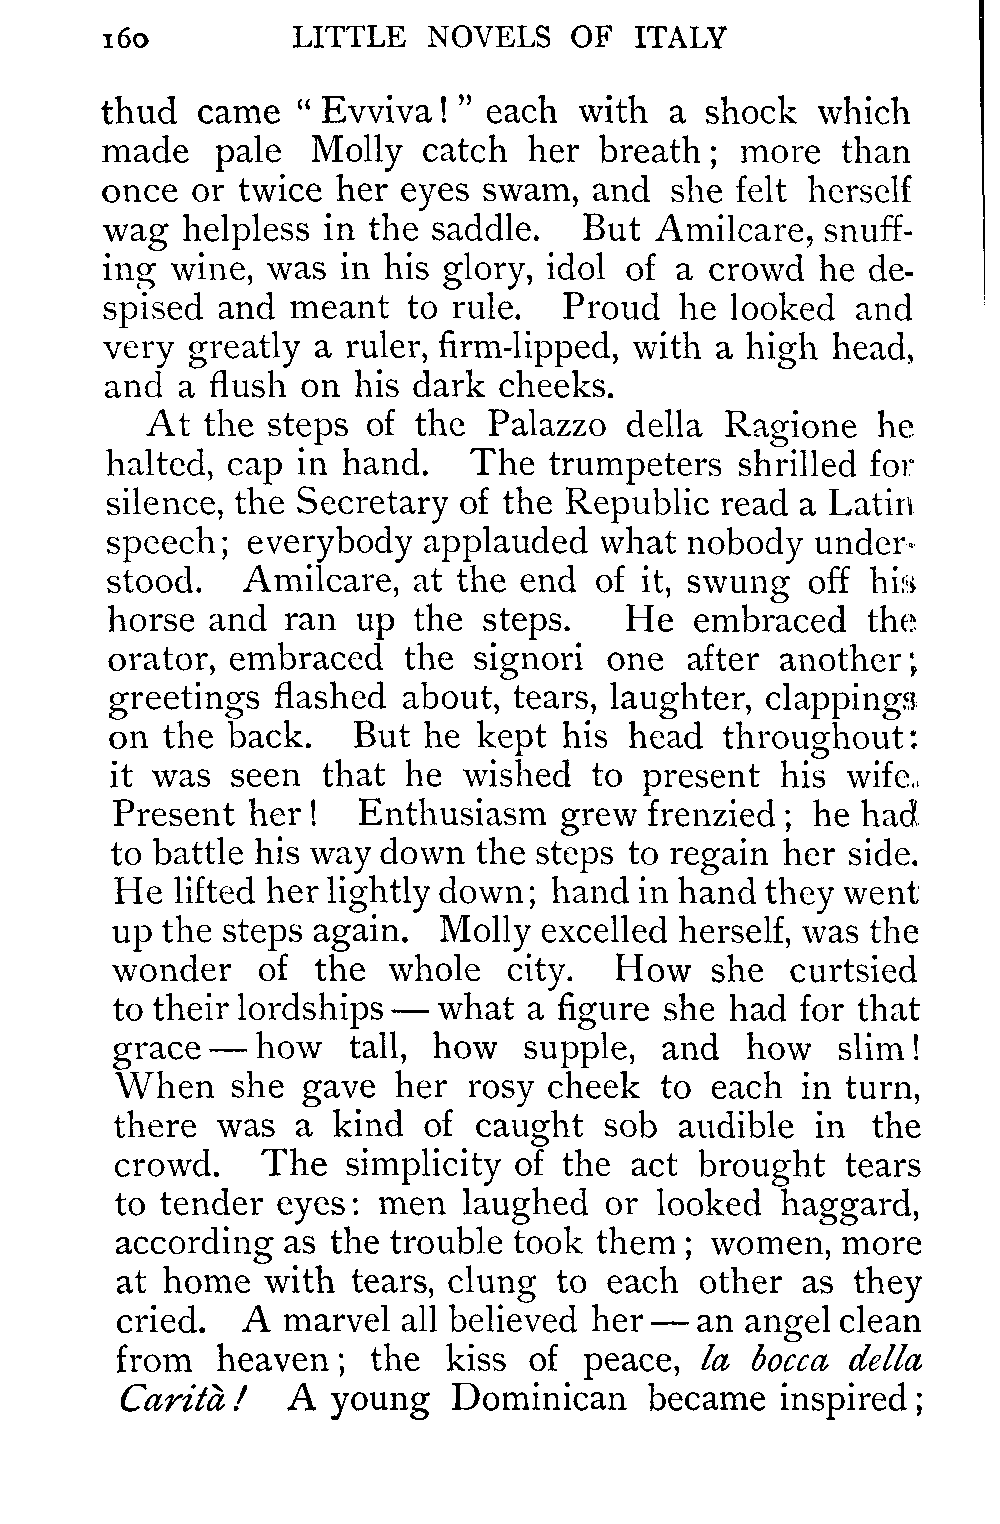 160 LITTLE NOVELS OF ITALY
thud came " Evviva! " each with a shock which
made pale Molly catch her breath; more than
once or twice her eyes swam, and she felt herself
wag helpless in the saddle. But Amilcare, snuff-
ing wine, was in his glory, idol of a crowd he de-
spised and meant to rule. Proud he looked and
very greatly a ruler, firm-lipped, with a high head,
and a flush on his dark cheeks.
At the steps of the Palazzo della Ragione he
halted, cap in hand. The trumpeters shrilled for
silence, the Secretary of the Republic read a Latin
speech; everybody applauded what nobody under-
stood. Amilcare, at the end of it, swung off his
horse and ran up the steps. He embraced the
orator, embraced the signori one after another;
greetings flashed about, tears, laughter, clappings
on the back. But he kept his head throughout:
it was seen that he wished to present his wife.
Present her! Enthusiasm grew frenzied; he had
to battle his way down the steps to regain her side.
He lifted her lightly down; hand in hand they went
up the steps again. Molly excelled herself, was the
wonder of the whole city. How she curtsied
to their lordships — what a figure she had for that
grace — how tall, how supple, and how slim!
When she gave her rosy cheek to each in turn,
there was a kind of caught sob audible in the
crowd. The simplicity of the act brought tears
to tender eyes: men laughed or looked haggard,
according as the trouble took them; women, more
at home with tears, clung to each other as they
cried. A marvel all believed her — an angel clean
from heaven; the kiss of peace, la bocca della
Carità! A young Dominican became inspired;